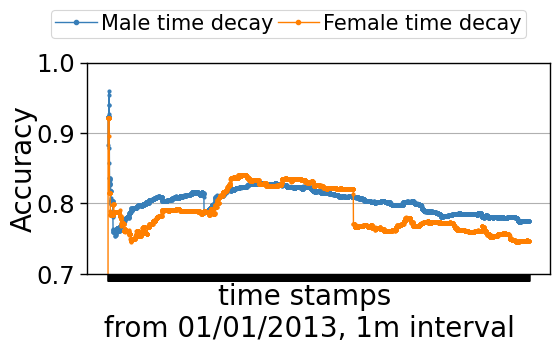 Male time decay Female time decay
1.0
0.9
0.8
0.7
Accuracy
time stamps
from 01/01/2013, 1m interval